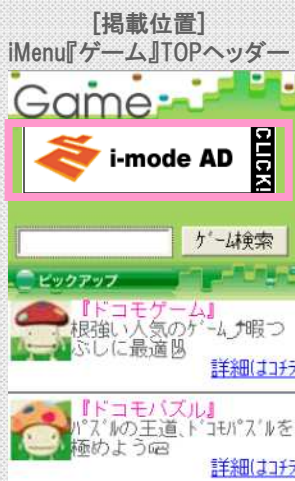 [掲載位置]
iMenu『ゲーム』TOPヘッダー
Game
i-mode AD
CLICK!
ｹﾞｰﾑ検索
ピックアップ
『ドコモゲーム』
根強い人気のｹﾞｰﾑ♪暇つ
ぶしに最適
詳細はｺﾁﾗ
『ドコモパズル』
ﾊﾟｽﾞﾙの王道､ﾄﾞｺﾓﾊﾟｽﾞﾙを
極めよう
詳細はｺﾁﾗ